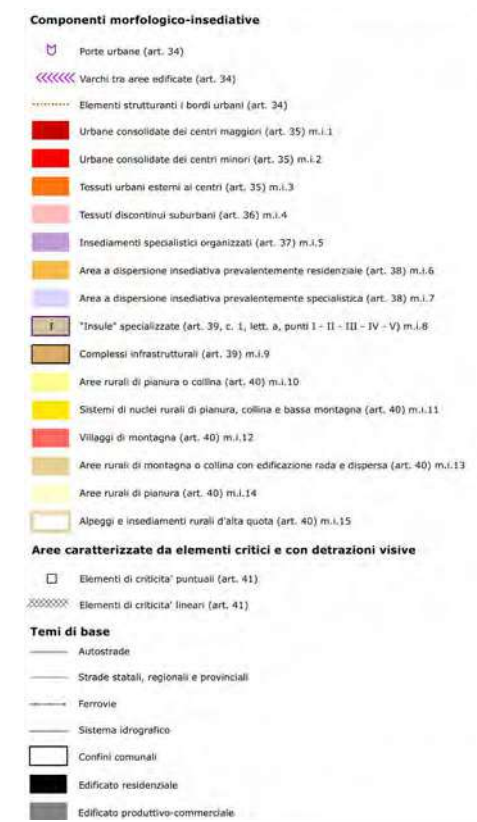 Componenti morfologico-insediative
Porte urbane (art. 34)
Varchi tra aree edificate (art. 34)
Elementi strutturanti i bordi urbani (art. 34)
Urbane consolidate dei centri maggiori (art. 35) m.i.1
Urbane consolidate dei centri minori (art. 35) m.i.2
Tossuti urbani esterni ai centri (art. 35) m.i.3
Tessuti discontinui suburbani (art. 36) m.i.4
Insediamenti specialistici organizzati (art. 37) m.i.5
Area a dispersione insediativa prevalentemente residenziale (art. 38) m.i.6
Area a dispersione insediativa prevalentemente specialistica (art. 38) m.i.7
I "Insule" specializzate (art. 39, c. 1, lett. a, punti I - II - III - IV - V) m.i.8
Complessi infrastrutturali (art. 39) m.i.9
Aree rurali di pianura o collina (art. 40) m.i.10
Sistemi di nuclei rurali di pianura, collina e bassa montagna (art. 40) m.i.11
Villaggi di montagna (art. 40) m.i.12
Aree rurali di montagna o collina con edificazione rada e dispersa (art. 40) m.i.13
Aree rurali di pianura (art. 40) m.i.14
Alpeggi e insediamenti rurali d'alta quota (art. 40) m.i.15
Aree caratterizzate da elementi critici e con detrazioni visive
Elementi di criticita' puntuali (art. 41)
Elementi di criticita' lineari (art. 41)
Temi di base
Autostrade
Strade statali, regionali e provinciali
Ferrovie
Sistema idrografico
Confini comunali
Edificato residenziale
Edificato produttivo-commerciale